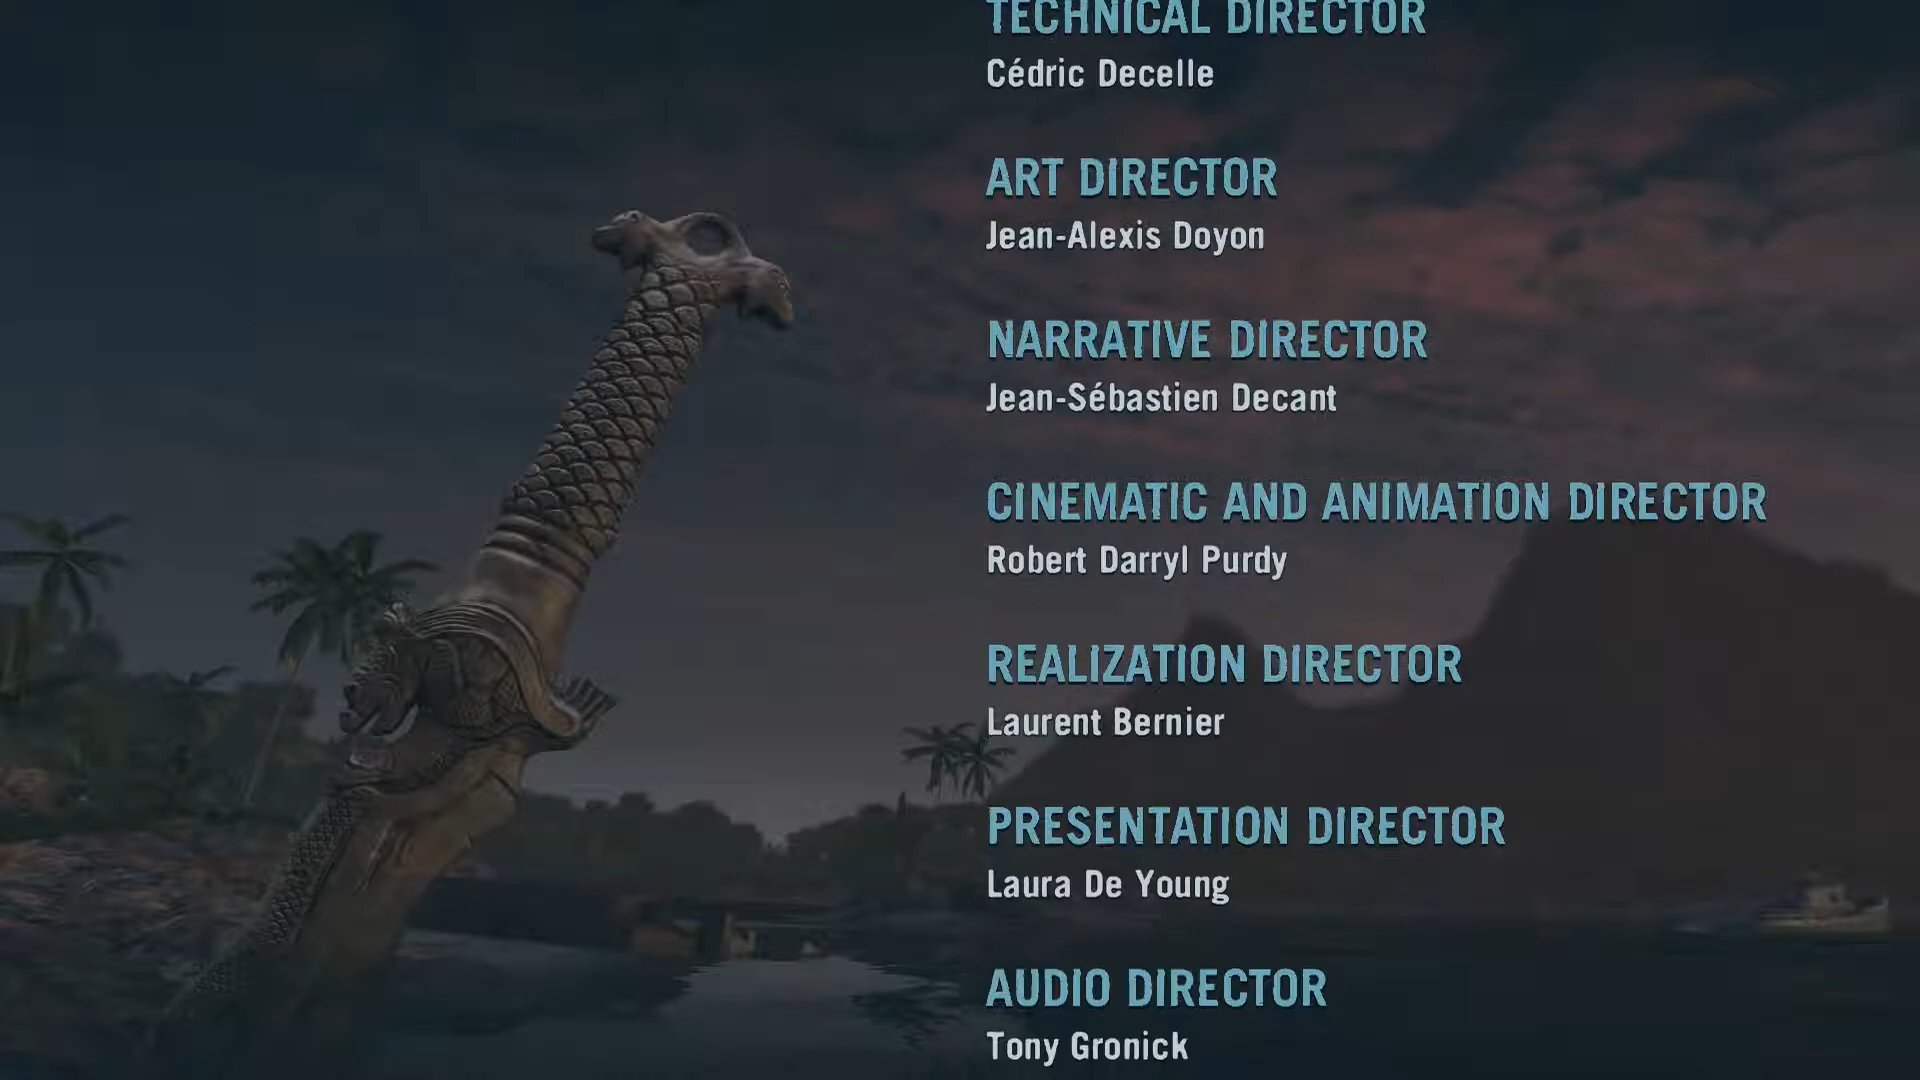 TECHNICAL DIRECTOR
Cédric Decelle
ART DIRECTOR
Jean-Alexis Doyon
NARRATIVE DIRECTOR
Jean-Sébastien Decant
CINEMATIC AND ANIMATION DIRECTOR
Robert Darryl Purdy
REALIZATION DIRECTOR
Laurent Bernier
PRESENTATION DIRECTOR
Laura De Young
AUDIO DIRECTOR
Tony Gronick